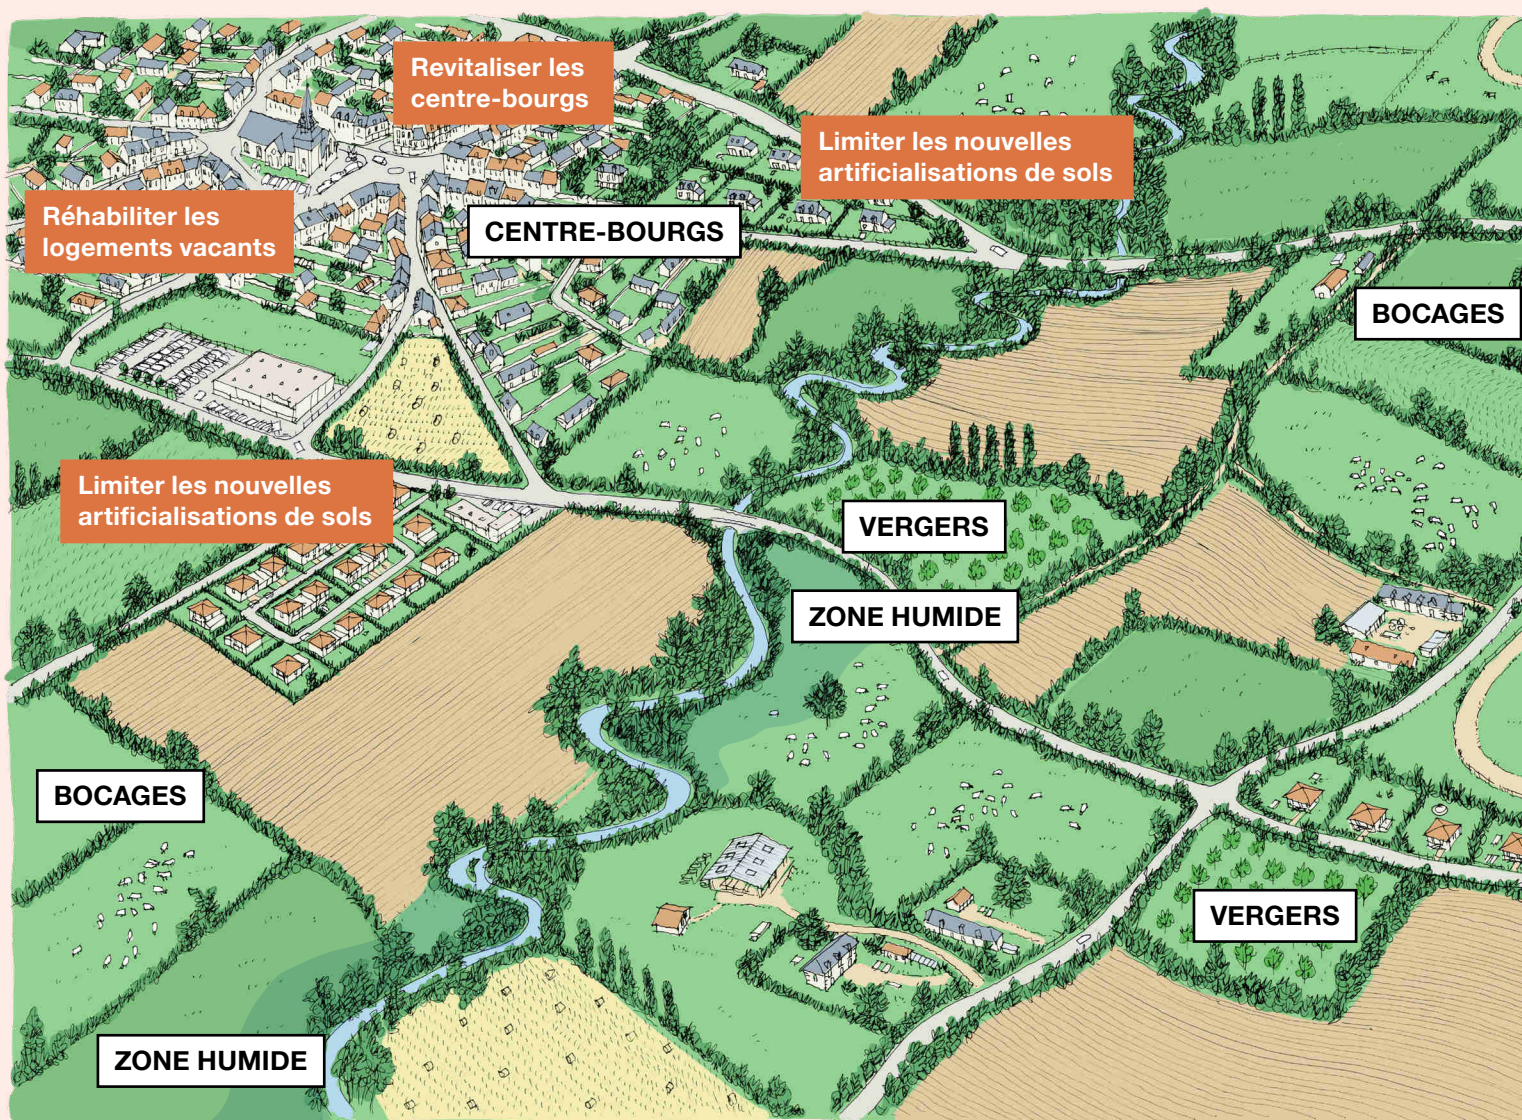 Revitaliser les
centre-bourgs
Limiter les nouvelles
artificialisations de sols
Réhabiliter les
logements vacants
CENTRE-BOURGS
BOCAGES
Limiter les nouvelles
artificialisations de sols
VERGERS
ZONE HUMIDE
BOCAGES
VERGERS
ZONE HUMIDE